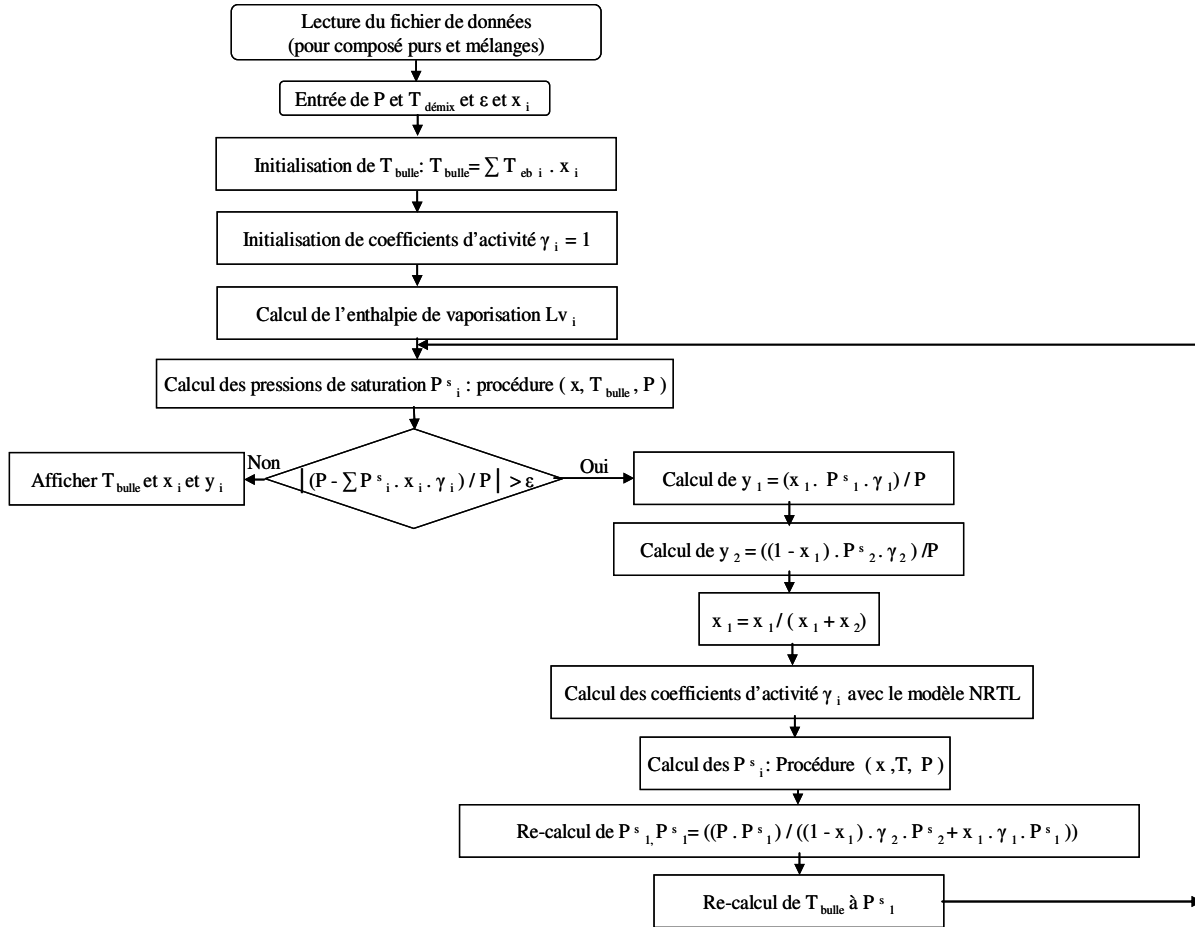 Lecture du fichier de données
(pour composé purs et mélanges)
Entrée de P et T démix et ε et x i
Initialisation de T bulle: T bulle= ∑ T eb i . x i
Initialisation de coefficients d'activité γ i = 1
Calcul de l'enthalpie de vaporisation Lv i
Calcul des pressions de saturation P s i : procédure ( x, T bulle , P )
Non
Oui
Afficher T bulle et x i et y i
| (P - ∑ P s i . x i . γ i ) / P | > ε
Calcul de y 1 = (x 1 . P s 1 . γ 1) / P
Calcul de y 2 = ((1 - x 1) . P s 2 . γ 2 ) /P
x 1 = x 1 / ( x 1 + x 2)
Calcul des coefficients d'activité γ i avec le modèle NRTL
Calcul des P s i : Procédure ( x ,T, P )
Re-calcul de P s 1, P s 1= ((P . P s 1) / ((1 - x 1) . γ 2 . P s 2 + x 1 . γ 1 . P s 1 ))
Re-calcul de T bulle à P s 1